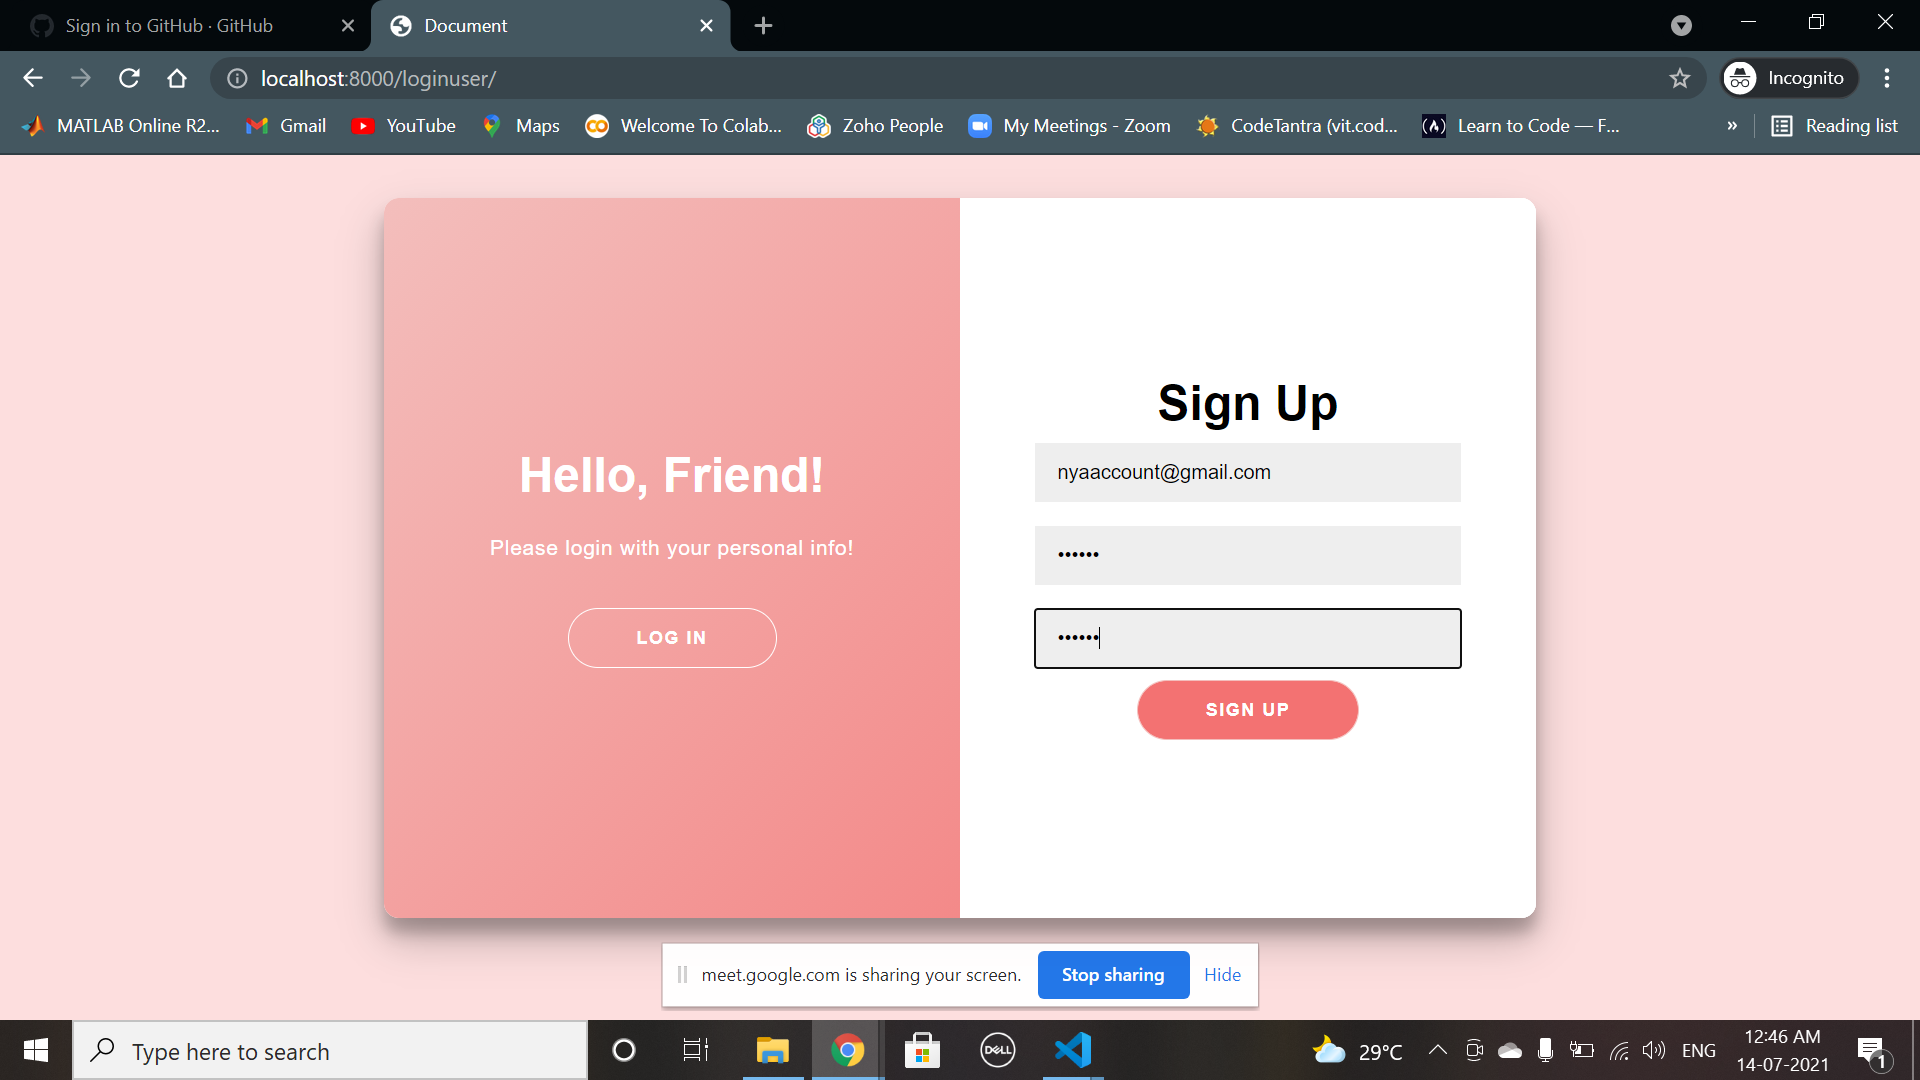 Sign in to GitHub · GitHub
Document
localhost:8000/loginuser/
Incognito
MATLAB Online R2...
Gmail
YouTube
Maps
Welcome To Colab...
Zoho People
My Meetings - Zoom
CodeTantra (vit.cod...
Learn to Code — F...
»
Reading list
Hello, Friend!
Please login with your personal info!
LOG IN
Sign Up
nyaaccount@gmail.com
••••••
••••••
SIGN UP
meet.google.com is sharing your screen.
Stop sharing
Hide
Type here to search
DELL
29°C
ENG
12:46 AM
14-07-2021
1